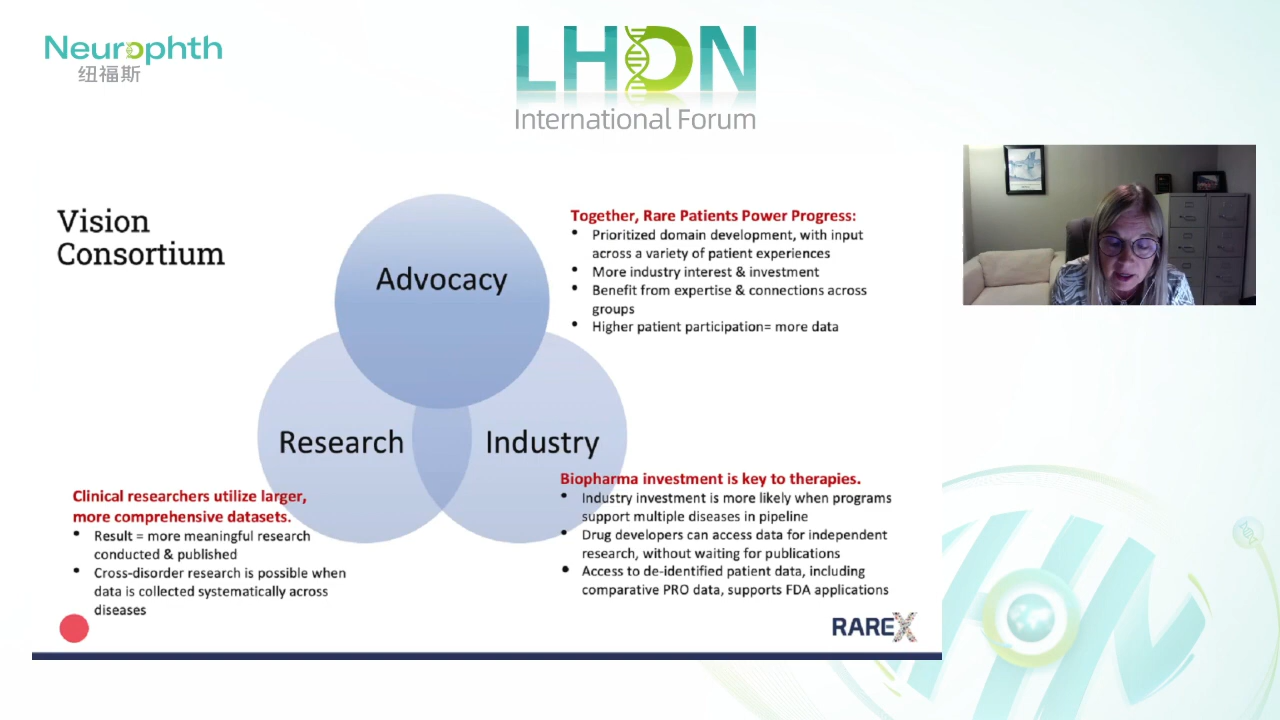 Neurophth
纽福斯
LHON
International Forum
Vision
Consortium
Advocacy
Research
Industry
Together, Rare Patients Power Progress:
• Prioritized domain development, with input
across a variety of patient experiences
• More industry interest & investment
• Benefit from expertise & connections across
groups
• Higher patient participation= more data
Clinical researchers utilize larger,
more comprehensive datasets.
• Result = more meaningful research
conducted & published
• Cross-disorder research is possible when
data is collected systematically across
diseases
Biopharma investment is key to therapies.
• Industry investment is more likely when programs
support multiple diseases in pipeline
• Drug developers can access data for independent
research, without waiting for publications
• Access to de-identified patient data, including
comparative PRO data, supports FDA applications
RAREX